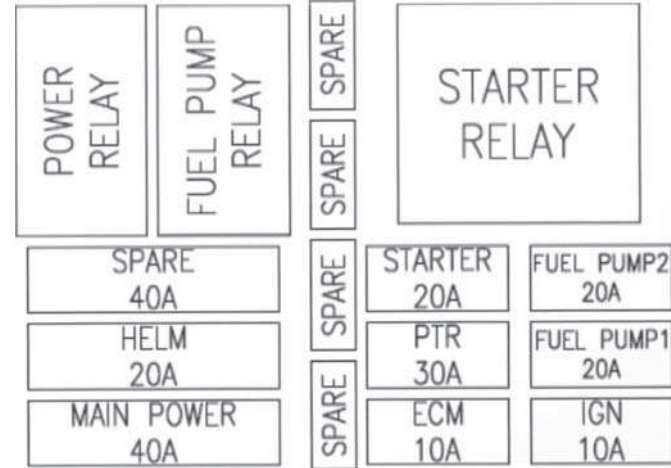 POWER
RELAY
FUEL PUMP
RELAY
SPARE
STARTER
RELAY
SPARE
SPARE
40A
SPARE
STARTER
20A
FUEL PUMP2
20A
HELM
20A
PTR
30A
FUEL PUMP1
20A
MAIN POWER
40A
SPARE
ECM
10A
IGN
10A